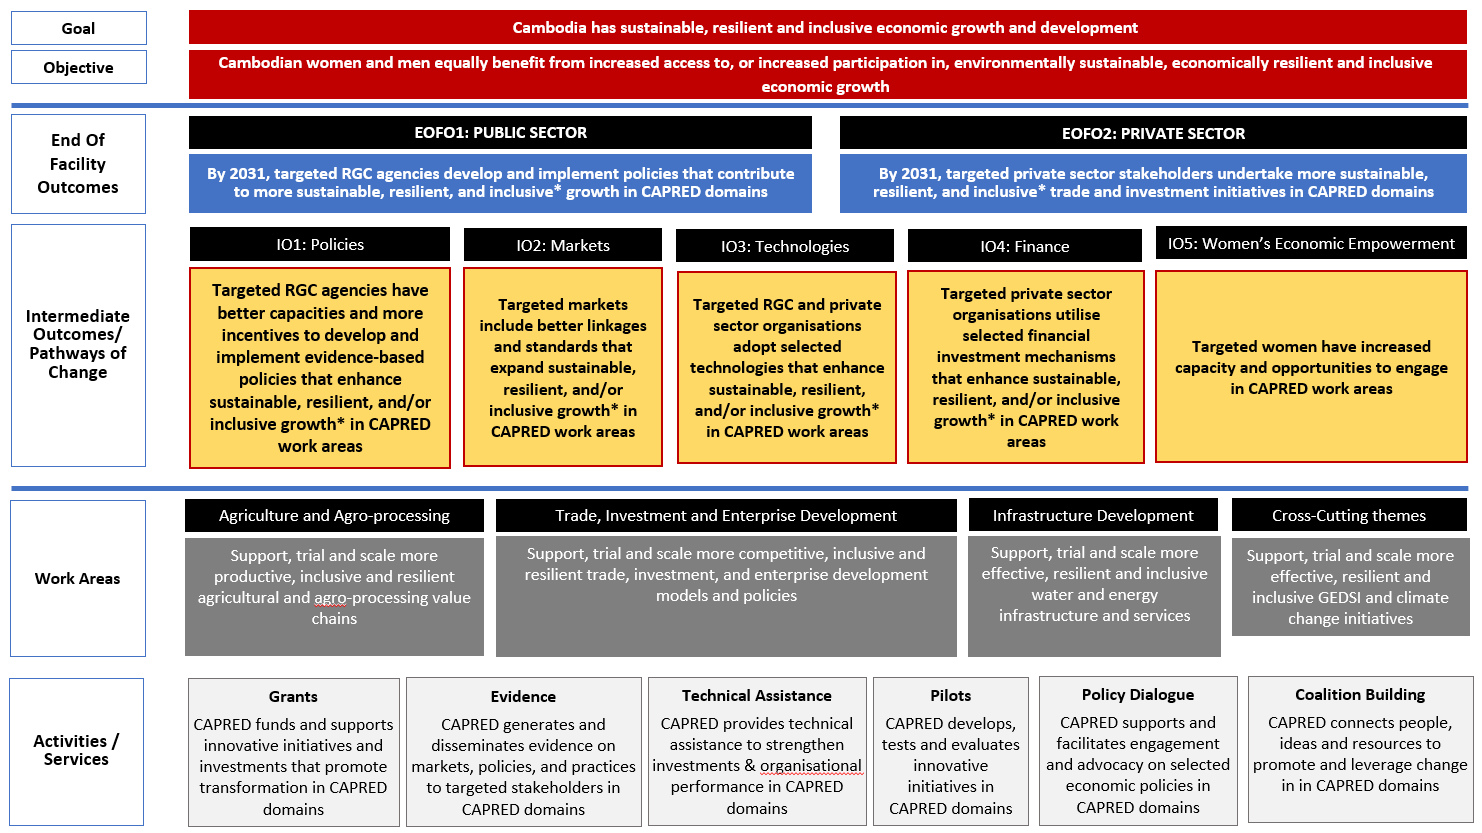 Goal
Cambodia has sustainable, resilient and inclusive economic growth and development
Objective
Cambodian women and men equally benefit from increased access to, or increased participation in, environmentally sustainable, economically resilient and inclusive
economic growth
End Of
Facility
Outcomes
EOFO1: PUBLIC SECTOR
By 2031, targeted RGC agencies develop and implement policies that contribute
to more sustainable, resilient, and inclusive* growth in CAPRED domains
EOFO2: PRIVATE SECTOR
By 2031, targeted private sector stakeholders undertake more sustainable,
resilient, and inclusive* trade and investment initiatives in CAPRED domains
Intermediate
Outcomes/
Pathways of
Change
IO1: Policies
Targeted RGC agencies have
better capacities and more
incentives to develop and
implement evidence-based
policies that enhance
sustainable, resilient, and/or
inclusive growth* in CAPRED
work areas
IO2: Markets
Targeted markets
include better linkages
and standards that
expand sustainable,
resilient, and/or
inclusive growth* in
CAPRED work areas
IO3: Technologies
Targeted RGC and private
sector organisations
adopt selected
technologies that enhance
sustainable, resilient,
and/or inclusive growth*
in CAPRED work areas
IO4: Finance
Targeted private sector
organisations utilise
selected financial
investment mechanisms
that enhance sustainable,
resilient, and/or inclusive
growth* in CAPRED work
areas
IO5: Women's Economic Empowerment
Targeted women have increased
capacity and opportunities to engage
in CAPRED work areas
Work Areas
Agriculture and Agro-processing
Support, trial and scale more
productive, inclusive and resilient
agricultural and agro-processing value
chains
Trade, Investment and Enterprise Development
Support, trial and scale more competitive, inclusive and
resilient trade, investment, and enterprise development
models and policies
Infrastructure Development
Support, trial and scale more
effective, resilient and inclusive
water and energy
infrastructure and services
Cross-Cutting themes
Support, trial and scale more
effective, resilient and
inclusive GEDSI and climate
change initiatives
Activities /
Services
Grants
CAPRED funds and supports
innovative initiatives and
investments that promote
transformation in CAPRED
domains
Evidence
CAPRED generates and
disseminates evidence on
markets, policies, and practices
to targeted stakeholders in
CAPRED domains
Technical Assistance
CAPRED provides technical
assistance to strengthen
investments & organisational
performance in CAPRED
domains
Pilots
CAPRED develops,
tests and evaluates
innovative
initiatives in
CAPRED domains
Policy Dialogue
CAPRED supports and
facilitates engagement
and advocacy on selected
economic policies in
CAPRED domains
Coalition Building
CAPRED connects people,
ideas and resources to
promote and leverage change
in in CAPRED domains